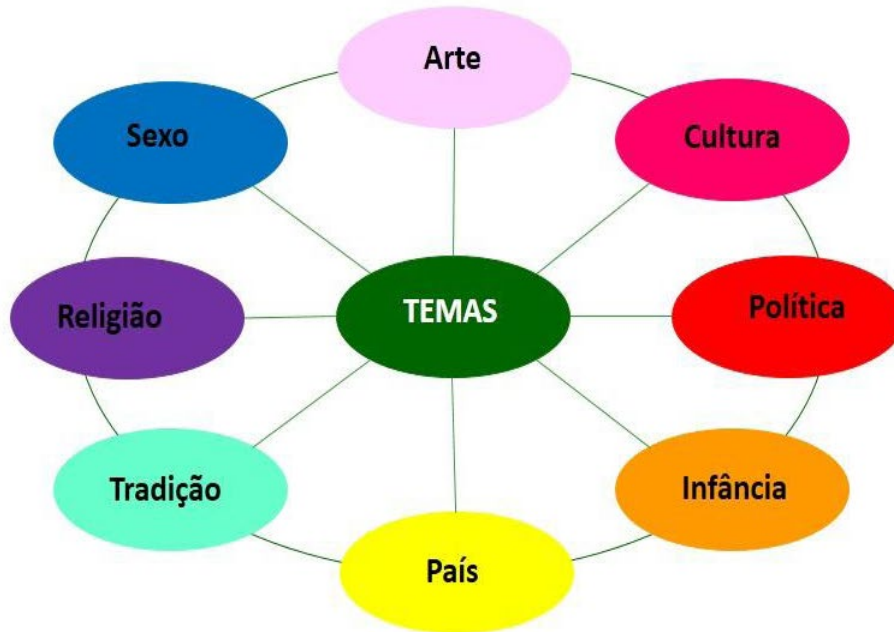 Arte
Sexo
Cultura
Religião
TEMAS
Política
Tradição
Infância
País